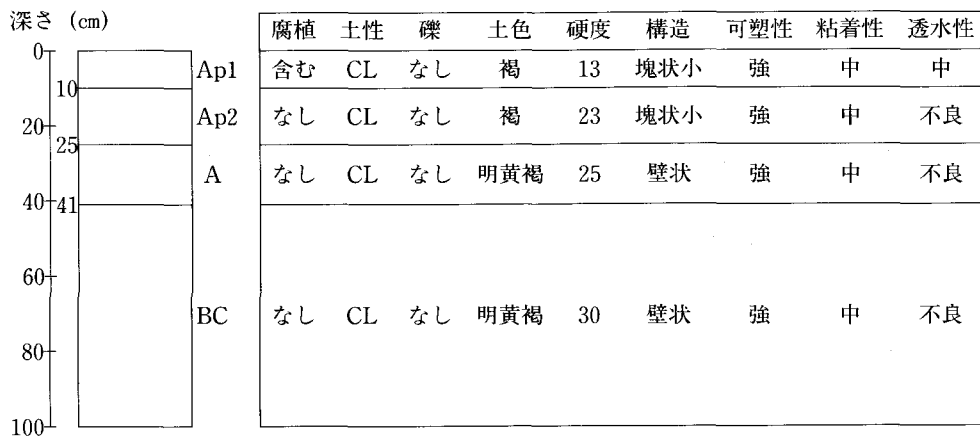 深さ (cm)
腐植 土性 礫 土色 硬度 構造 可塑性 粘着性 透水性
0
Ap1 含む CL なし 褐 13 塊状小 強 中 中
10
Ap2 なし CL なし 褐 23 塊状小 強 中 不良
20
25
A なし CL なし 明黄褐 25 壁状 強 中 不良
40
41
60
BC なし CL なし 明黄褐 30 壁状 強 中 不良
80
100